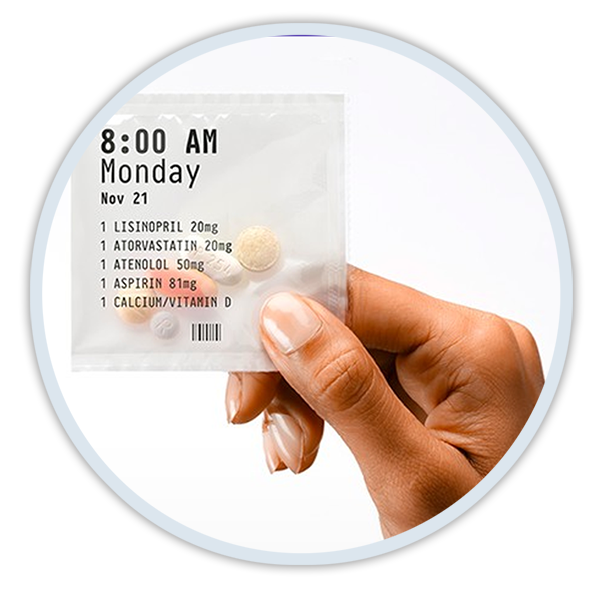 8:00 AM
Monday
Nov 21
1 LISINOPRIL 20mg
1 ATORVASTATIN 20mg
1 ATENOLOL 50mg
1 ASPIRIN 81mg
1 CALCIUM/VITAMIN D